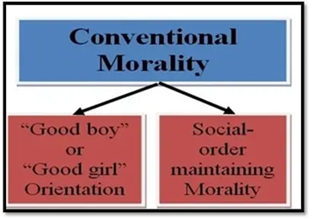 Conventional
Morality
“Good boy”
or
“Good girl”
Orientation
Social-
order
maintaining
Morality